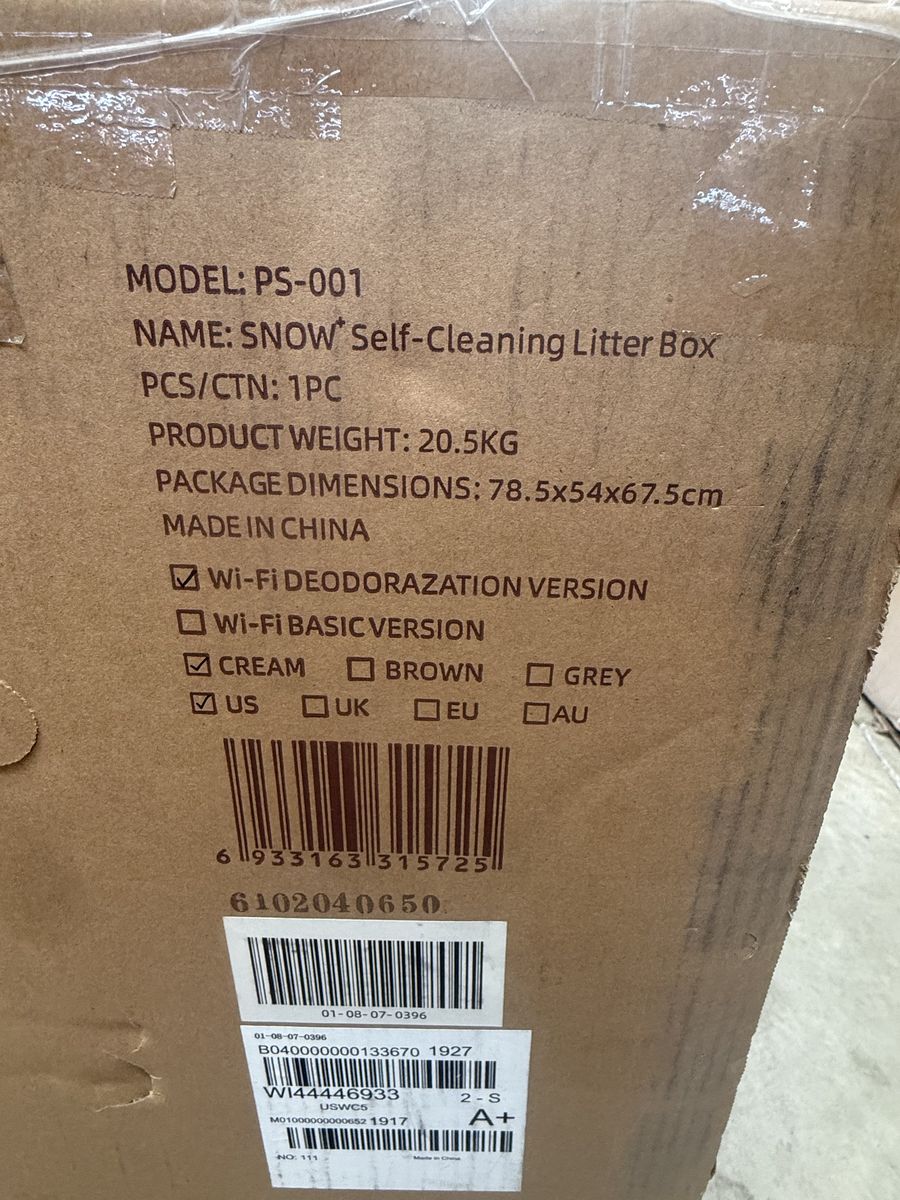 MODEL: PS-001
NAME: SNOW+ Self-Cleaning Litter Box
PCS/CTN: 1PC
PRODUCT WEIGHT: 20.5KG
PACKAGE DIMENSIONS: 78.5x54x67.5cm
MADE IN CHINA
☑ Wi-Fi DEODORAZATION VERSION
☐ Wi-Fi BASIC VERSION
☑ CREAM ☐ BROWN ☐ GREY
☑ US ☐ UK ☐ EU ☐ AU
6 933163 315725
6102040650
01-08-07-0396
01-08-07-0396
B040000000133670 1927
WI44446933 2-S
USWC5 A+
M01000000000652 1917
NO: 111 Made in China